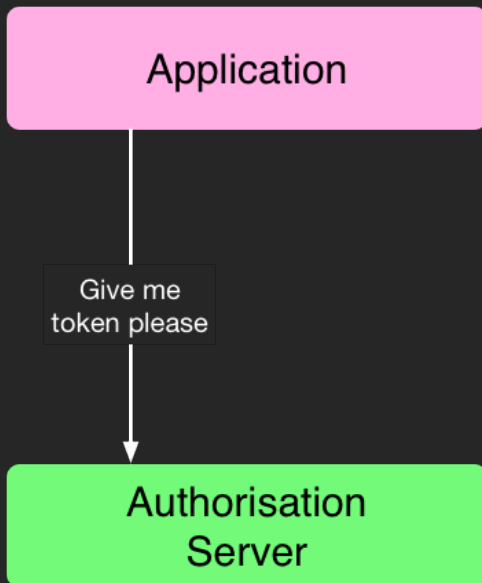 Application
Give me
token please
Authorisation
Server